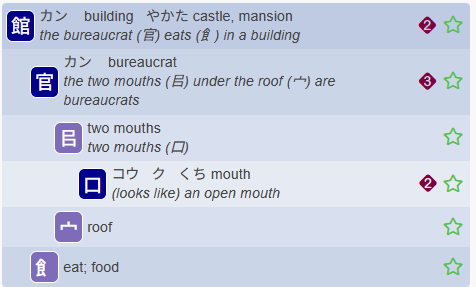 館 カン building やかた castle, mansion
the bureaucrat (官) eats (飠) in a building
2
官 カン bureaucrat
the two mouths (㠯) under the roof (宀) are
bureaucrats
3
㠯 two mouths
two mouths (口)
口 コウ ク くち mouth
(looks like) an open mouth
2
宀 roof
飠 eat; food